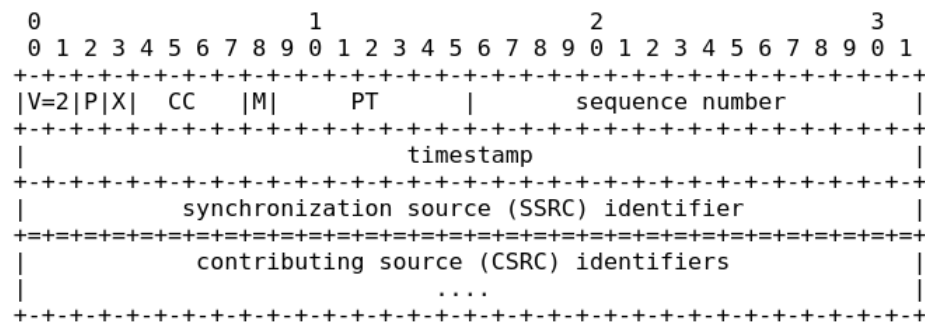 0                   1                   2                   3
 0 1 2 3 4 5 6 7 8 9 0 1 2 3 4 5 6 7 8 9 0 1 2 3 4 5 6 7 8 9 0 1
+-+-+-+-+-+-+-+-+-+-+-+-+-+-+-+-+-+-+-+-+-+-+-+-+-+-+-+-+-+-+-+-+
|V=2|P|X|  CC   |M|     PT      |       sequence number         |
+-+-+-+-+-+-+-+-+-+-+-+-+-+-+-+-+-+-+-+-+-+-+-+-+-+-+-+-+-+-+-+-+
|                           timestamp                           |
+-+-+-+-+-+-+-+-+-+-+-+-+-+-+-+-+-+-+-+-+-+-+-+-+-+-+-+-+-+-+-+-+
|           synchronization source (SSRC) identifier            |
+=+=+=+=+=+=+=+=+=+=+=+=+=+=+=+=+=+=+=+=+=+=+=+=+=+=+=+=+=+=+=+=+
|            contributing source (CSRC) identifiers             |
|                             ....                              |
+-+-+-+-+-+-+-+-+-+-+-+-+-+-+-+-+-+-+-+-+-+-+-+-+-+-+-+-+-+-+-+-+